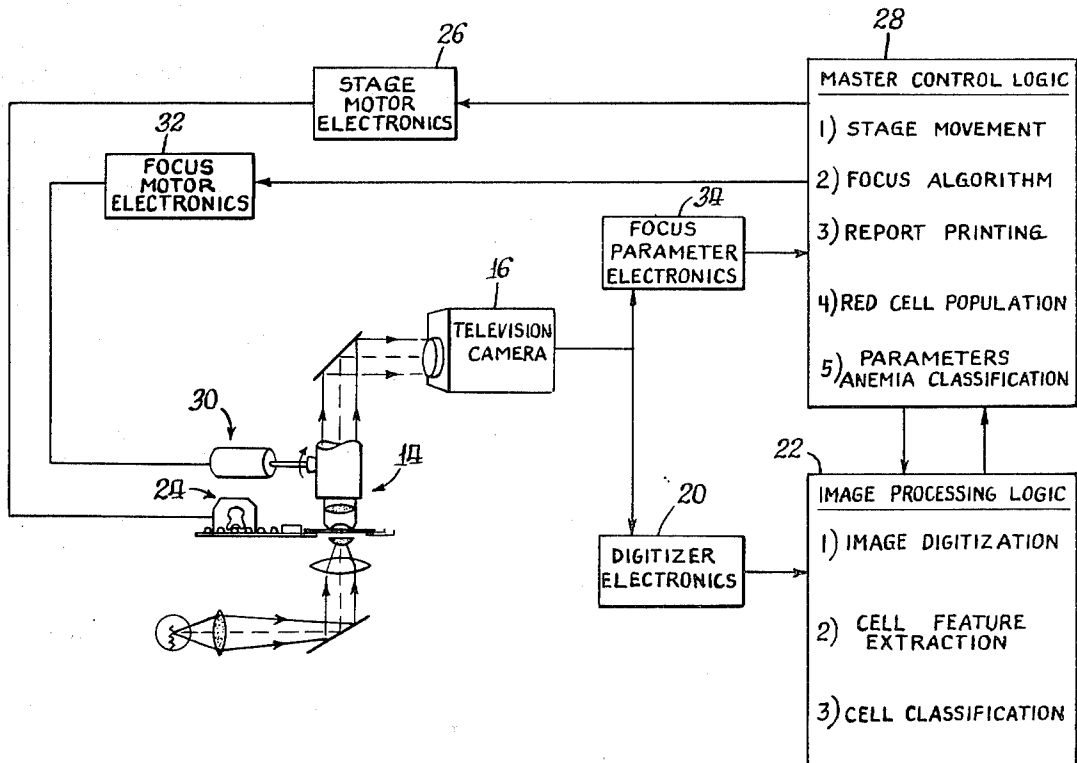 26
STAGE
MOTOR
ELECTRONICS
32
FOCUS
MOTOR
ELECTRONICS
28
MASTER CONTROL LOGIC
1) STAGE MOVEMENT
2) FOCUS ALGORITHM
3) REPORT PRINTING
4) RED CELL POPULATION
5) PARAMETERS
ANEMIA CLASSIFICATION
34
FOCUS
PARAMETER
ELECTRONICS
16
TELEVISION
CAMERA
30
14
24
20
DIGITIZER
ELECTRONICS
22
IMAGE PROCESSING LOGIC
1) IMAGE DIGITIZATION
2) CELL FEATURE
EXTRACTION
3) CELL CLASSIFICATION